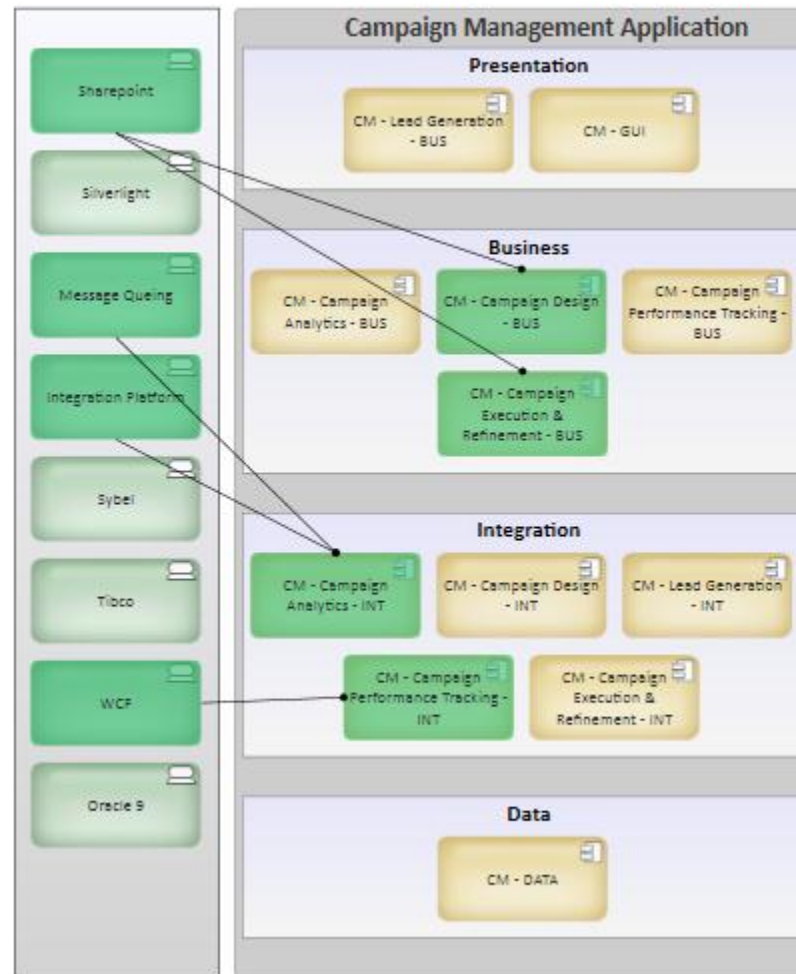 Campaign Management Application
Sharepoint
Silverlight
Message Queing
Integration Platform
Sybel
Tibco
WCF
Oracle 9
Presentation
CM - Lead Generation
- BUS
CM - GUI
Business
CM - Campaign
Analytics - BUS
CM - Campaign Design
- BUS
CM - Campaign
Performance Tracking -
BUS
CM - Campaign
Execution &
Refinement - BUS
Integration
CM - Campaign
Analytics - INT
CM - Campaign Design
- INT
CM - Lead Generation
- INT
CM - Campaign
Performance Tracking -
INT
CM - Campaign
Execution &
Refinement - INT
Data
CM - DATA